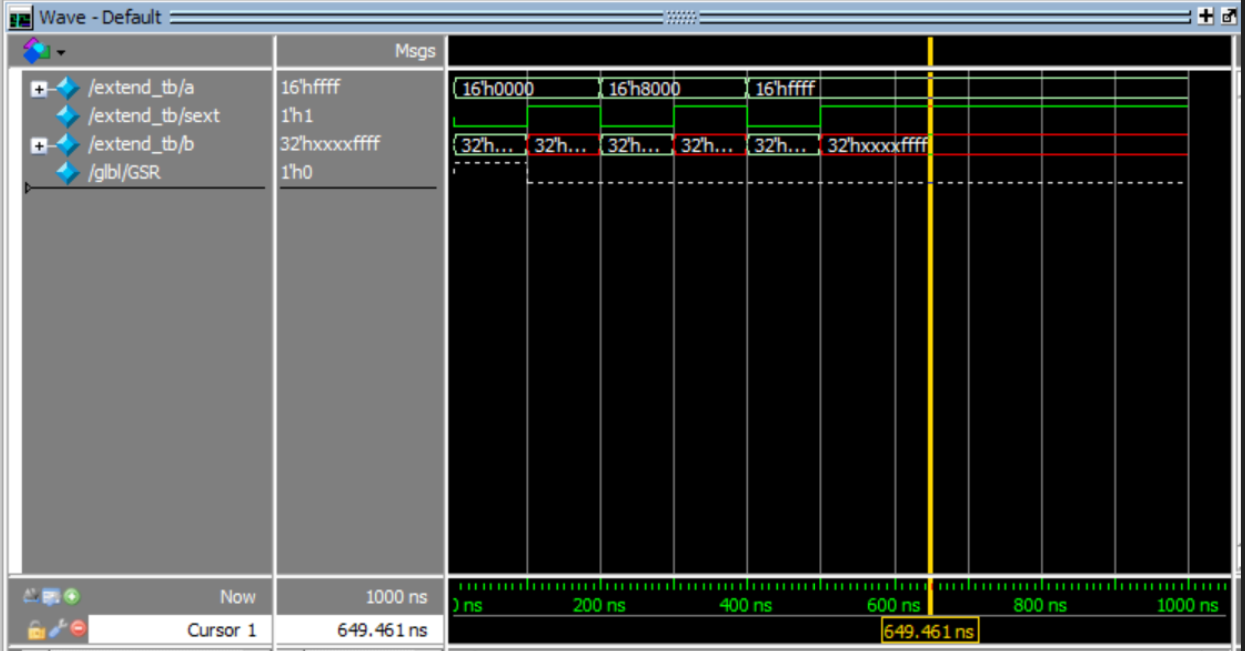 Wave - Default
Msgs
/extend_tb/a 16'hffff 16'h0000 16'h8000 16'hffff
/extend_tb/sext 1'h1
/extend_tb/b 32'hxxxxffff 32'h... 32'h... 32'h... 32'h... 32'h... 32'hxxxxffff
/glbl/GSR 1'h0
Now 1000 ns ns 200 ns 400 ns 600 ns 800 ns 1000 ns
Cursor 1 649.461 ns 649.461 ns